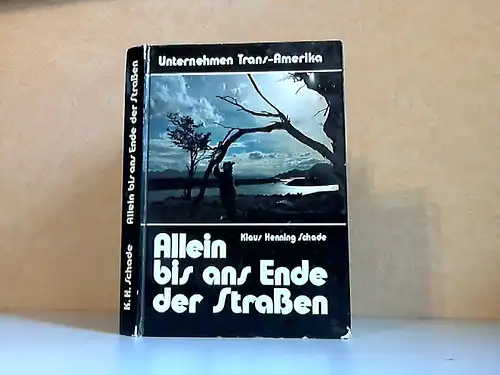 Unternehmen Trans-Amerika
Klaus Henning Schade
Allein
bis ans Ende
der Straßen
K. H. Schade Allein bis ans Ende der Straßen